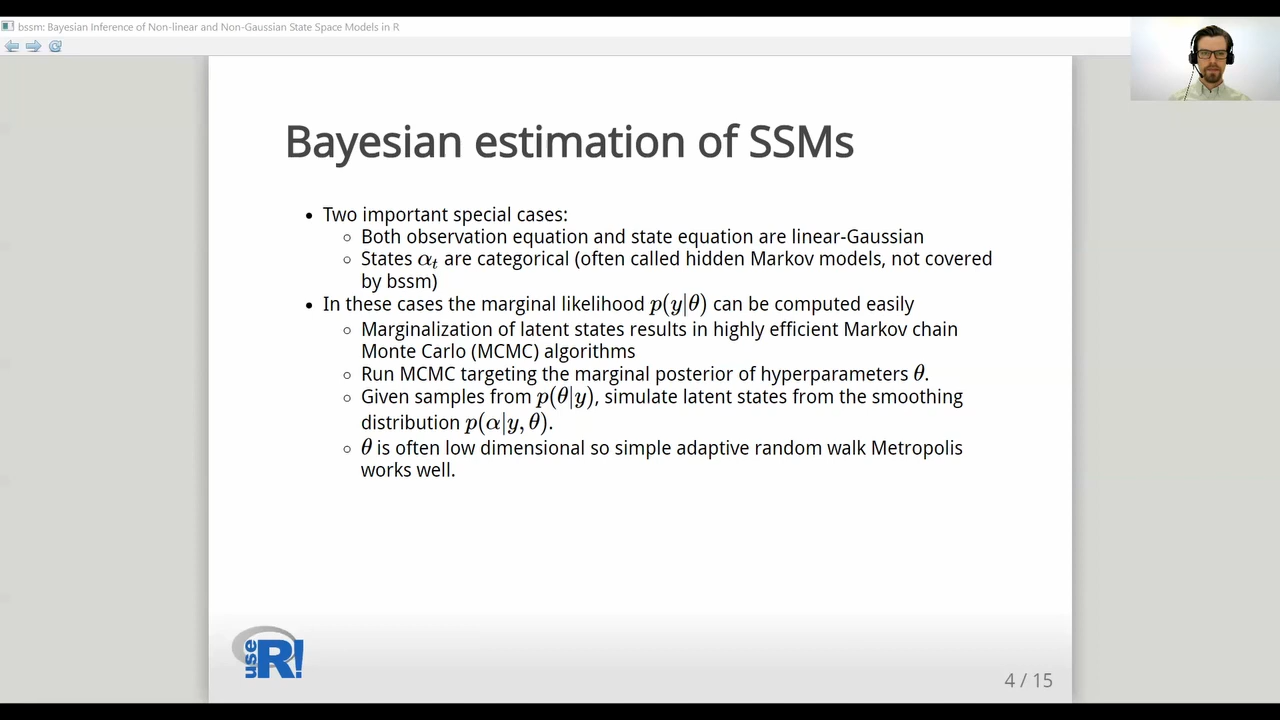 bssm: Bayesian Inference of Non-linear and Non-Gaussian State Space Models in R
Bayesian estimation of SSMs
• Two important special cases:
◦ Both observation equation and state equation are linear-Gaussian
◦ States αₜ are categorical (often called hidden Markov models, not covered
by bssm)
• In these cases the marginal likelihood p(y|θ) can be computed easily
◦ Marginalization of latent states results in highly efficient Markov chain
Monte Carlo (MCMC) algorithms
◦ Run MCMC targeting the marginal posterior of hyperparameters θ.
◦ Given samples from p(θ|y), simulate latent states from the smoothing
distribution p(α|y, θ).
◦ θ is often low dimensional so simple adaptive random walk Metropolis
works well.
use R!
4 / 15